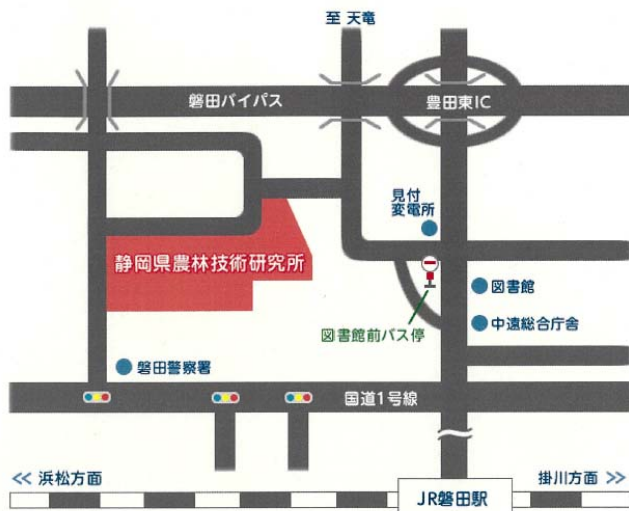 至 天竜
磐田バイパス
豊田東IC
見付
変電所
静岡県農林技術研究所
図書館
中遠総合庁舎
図書館前バス停
磐田警察署
国道1号線
<< 浜松方面
掛川方面 >>
JR磐田駅